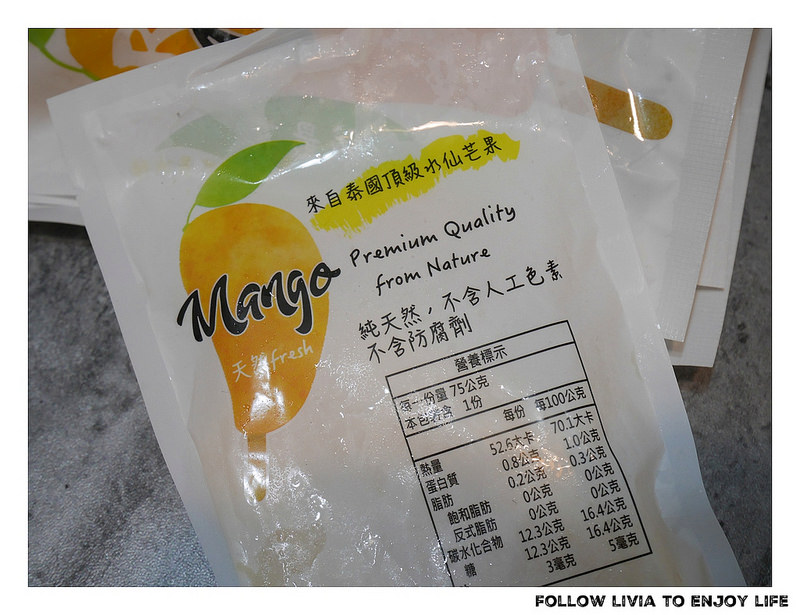 來自泰國頂級水仙芒果
Premium Quality
from Nature
Mango
天然fresh
純天然，不含人工色素
不含防腐劑
營養標示
每一份量 75公克
本包裝含 1份
每份 每100公克
熱量 52.6大卡 70.1大卡
蛋白質 0.8公克 1.0公克
脂肪 0.2公克 0.3公克
飽和脂肪 0公克 0公克
反式脂肪 0公克 0公克
碳水化合物 12.3公克 16.4公克
糖 12.3公克 16.4公克
3毫克 5毫克
FOLLOW LIVIA TO ENJOY LIFE